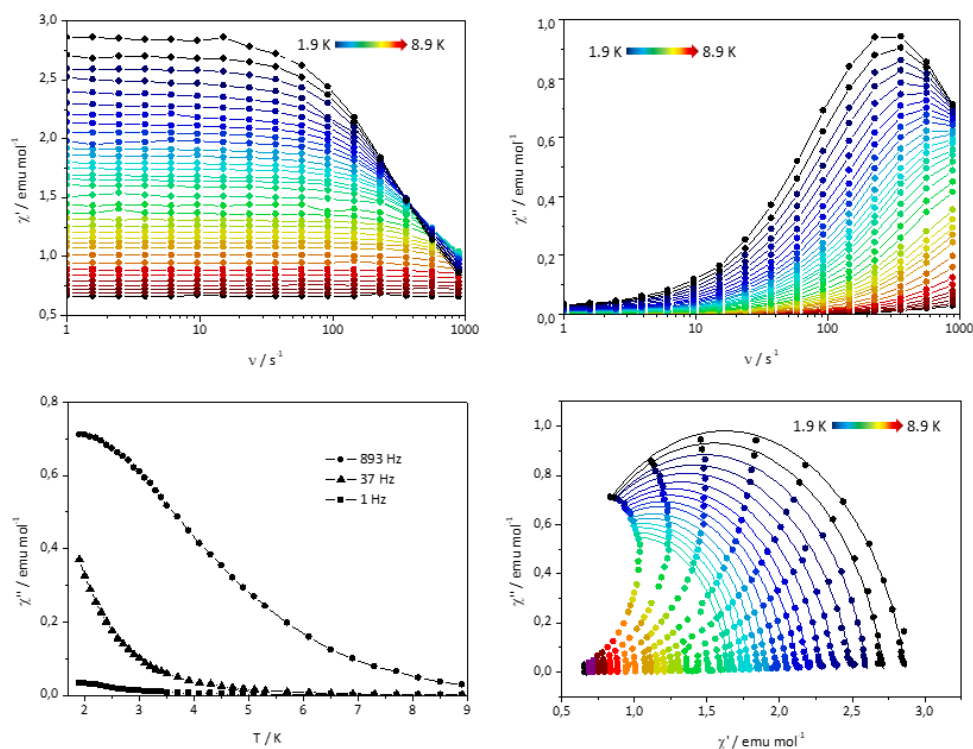 3,0
2,5
2,0
1,5
1,0
0,5
χ' / emu mol-1
1.9 K 8.9 K
1 10 100 1000
ν / s-1
1,0
0,8
0,6
0,4
0,2
0,0
χ'' / emu mol-1
1.9 K 8.9 K
1 10 100 1000
ν / s-1
0,8
0,6
0,4
0,2
0,0
χ'' / emu mol-1
893 Hz
37 Hz
1 Hz
2 3 4 5 6 7 8 9
T / K
1,0
0,8
0,6
0,4
0,2
0,0
χ'' / emu mol-1
1.9 K 8.9 K
0,5 1,0 1,5 2,0 2,5 3,0
χ' / emu mol-1